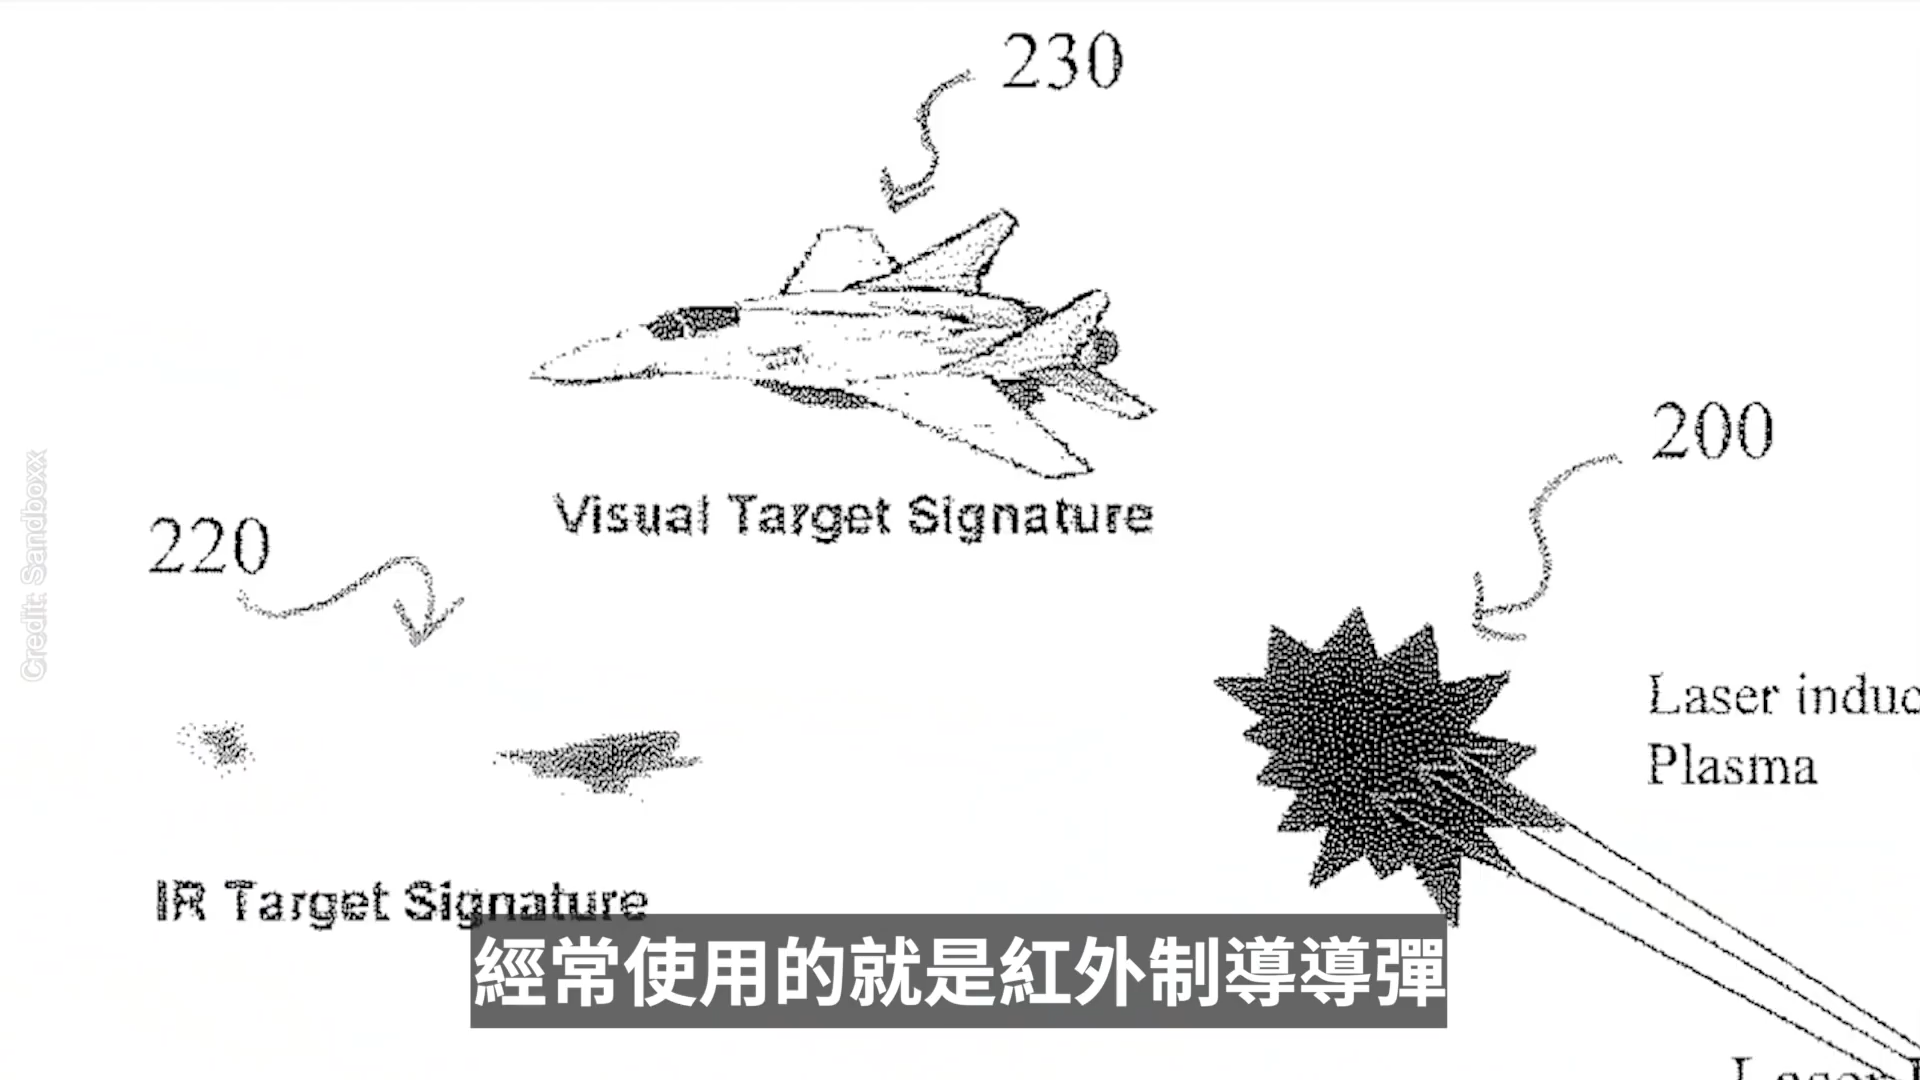 230
200
Visual Target Signature
220
Credit: Sandboxx
Laser induc
Plasma
IR Target Signature
經常使用的就是紅外制導導彈